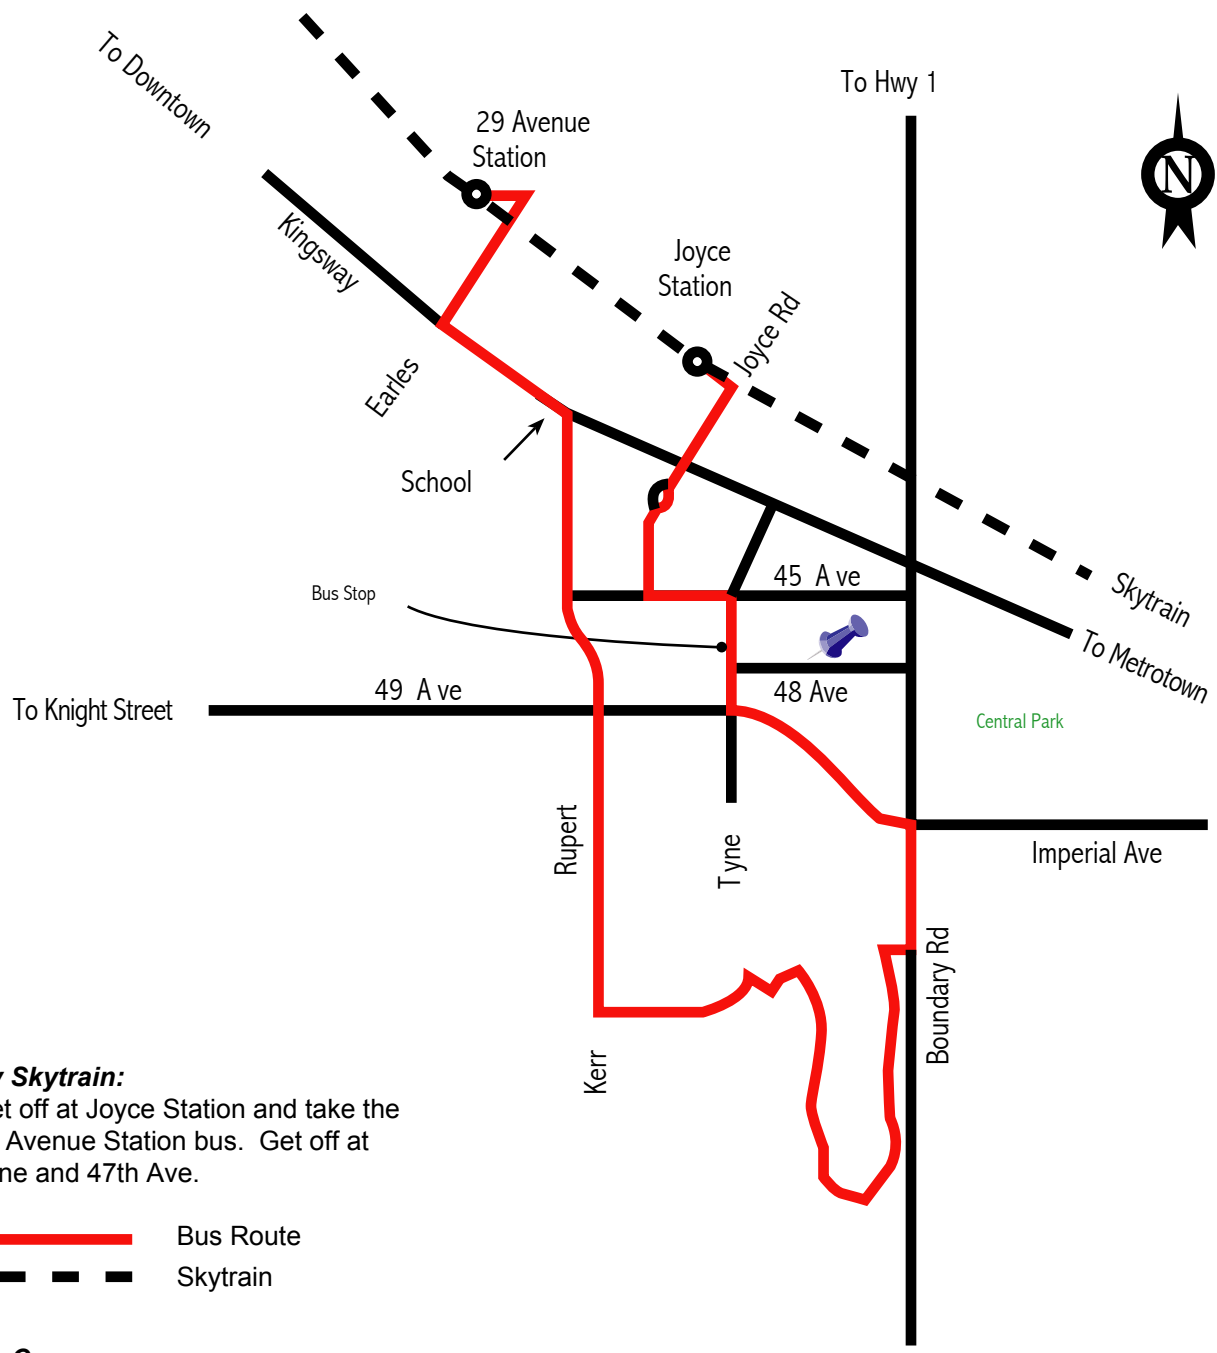 To Downtown
To Hwy 1
29 Avenue
Station
N
Kingsway
Joyce
Station
Joyce Rd
Earles
School
45 A ve
Bus Stop
Skytrain
To Metrotown
49 A ve
48 Ave
To Knight Street
Central Park
Rupert
Tyne
Imperial Ave
Boundary Rd
Kerr
y Skytrain:
et off at Joyce Station and take the
Avenue Station bus. Get off at
ne and 47th Ave.
Bus Route
Skytrain